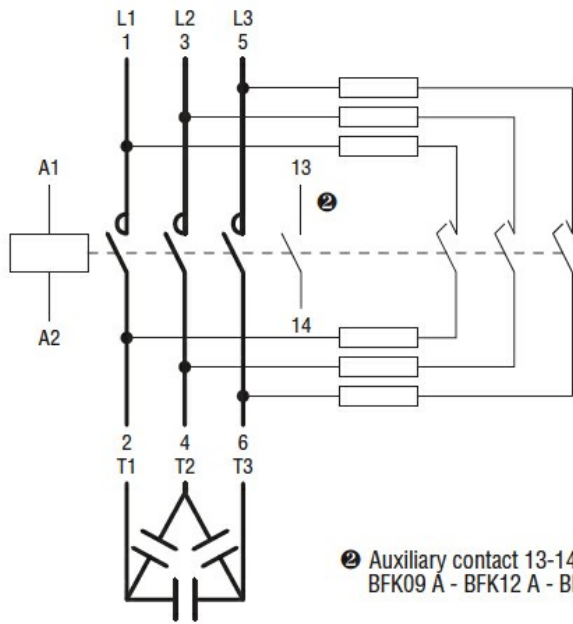 L1 L2 L3
1 3 5
A1
13
❷
14
A2
2 4 6
T1 T2 T3
❷ Auxiliary contact 13-14
BFK09 A - BFK12 A -